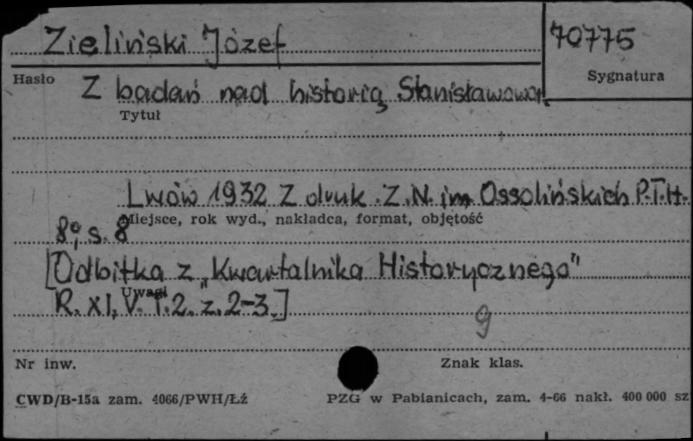 Zieliński Józef
70775
Hasło
Sygnatura
Z badań nad historią Stanisławowa.
Tytuł
Lwów 1932 Z druk. Z.N. im Ossolińskich P.T.H.
Miejsce, rok wyd., nakładca, format, objętość
8°, s. 8
[Odbitka z „Kwartalnika Historycznego"
Uwagi
R. XL, V. T.2. z. 2-3.]
9
Nr inw.
Znak klas.
CWD/B-15a zam. 4066/PWH/Łź
PZG w Pabianicach, zam. 4-66 nakł. 400 000 sz